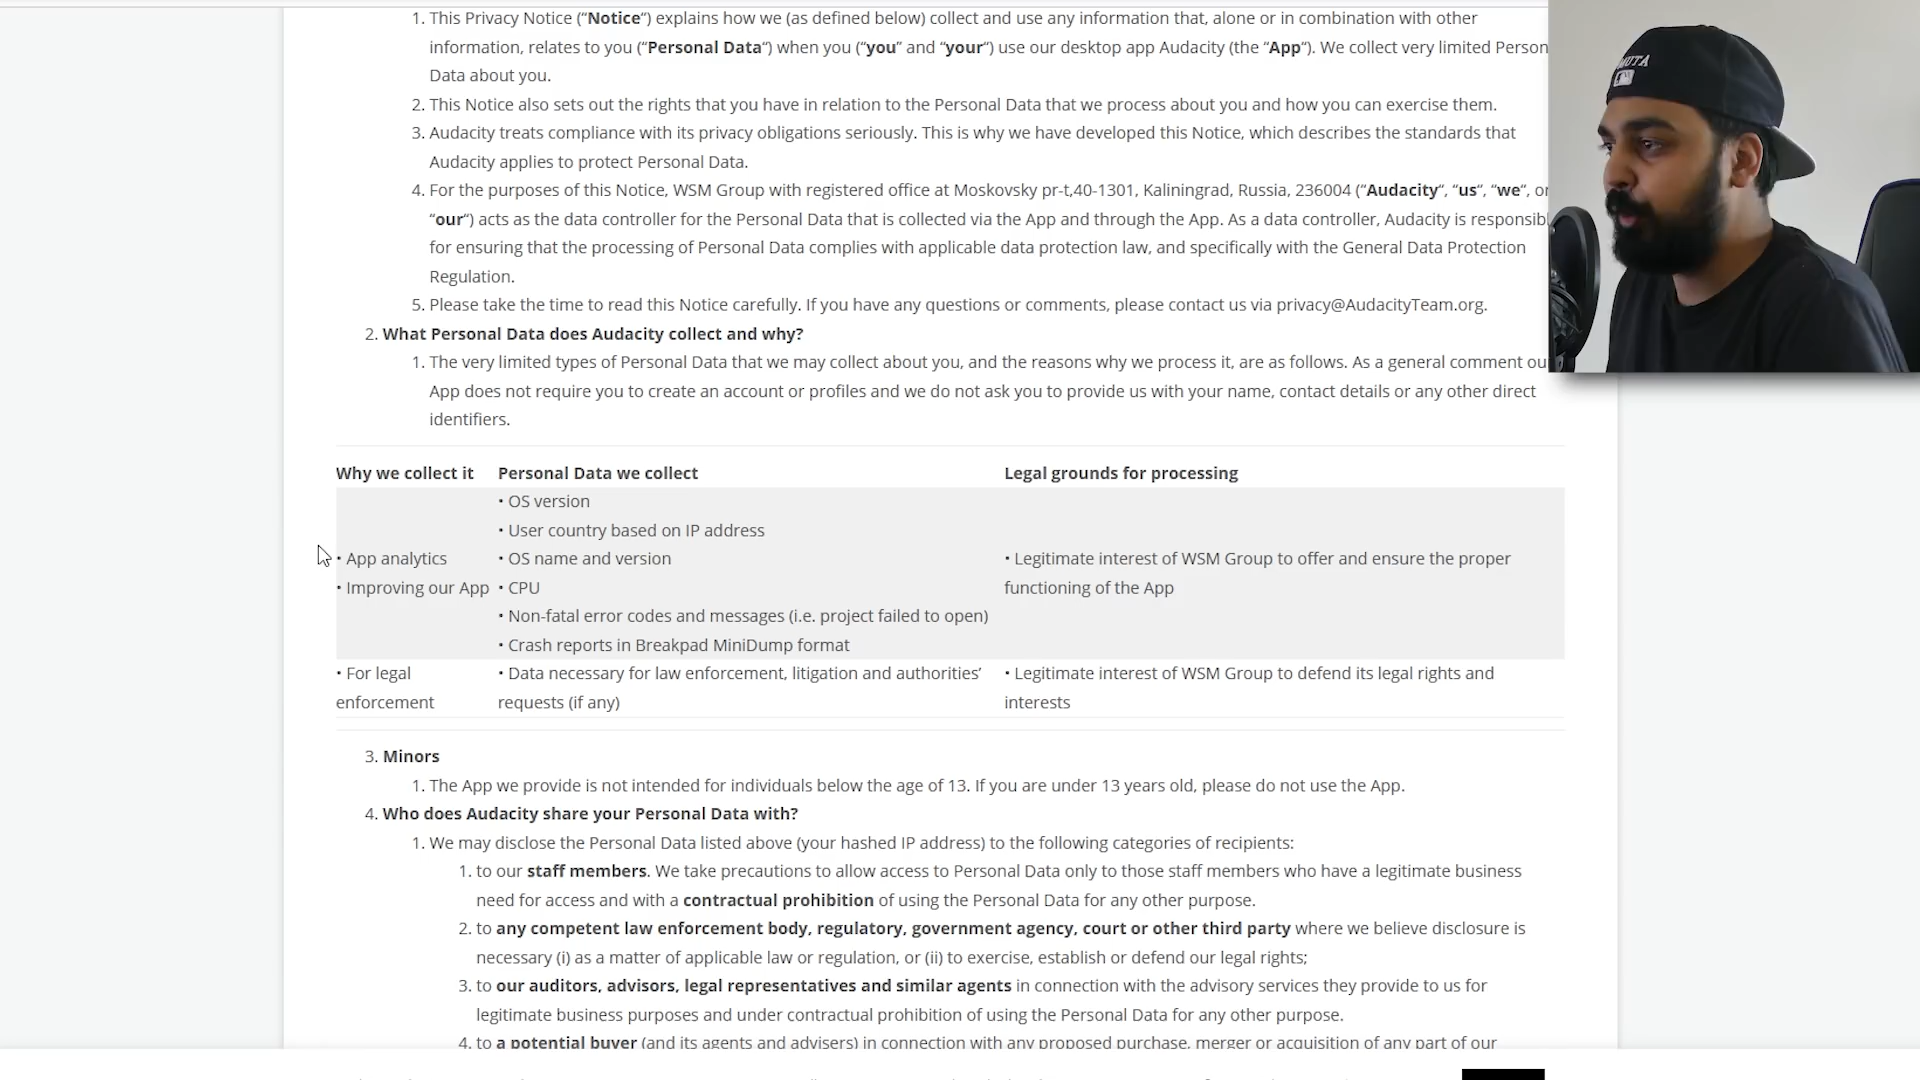 1. This Privacy Notice (“Notice“) explains how we (as defined below) collect and use any information that, alone or in combination with other
information, relates to you (“Personal Data“) when you (“you” and “your“) use our desktop app Audacity (the “App“). We collect very limited Person
Data about you.
2. This Notice also sets out the rights that you have in relation to the Personal Data that we process about you and how you can exercise them.
3. Audacity treats compliance with its privacy obligations seriously. This is why we have developed this Notice, which describes the standards that
Audacity applies to protect Personal Data.
4. For the purposes of this Notice, WSM Group with registered office at Moskovsky pr-t,40-1301, Kaliningrad, Russia, 236004 (“Audacity“, “us“, “we“, or
“our“) acts as the data controller for the Personal Data that is collected via the App and through the App. As a data controller, Audacity is responsibl
for ensuring that the processing of Personal Data complies with applicable data protection law, and specifically with the General Data Protection
Regulation.
5. Please take the time to read this Notice carefully. If you have any questions or comments, please contact us via privacy@AudacityTeam.org.
2. What Personal Data does Audacity collect and why?
1. The very limited types of Personal Data that we may collect about you, and the reasons why we process it, are as follows. As a general comment ou
App does not require you to create an account or profiles and we do not ask you to provide us with your name, contact details or any other direct
identifiers.
Why we collect it Personal Data we collect Legal grounds for processing
• OS version
• User country based on IP address
• App analytics • OS name and version • Legitimate interest of WSM Group to offer and ensure the proper
• Improving our App • CPU functioning of the App
• Non-fatal error codes and messages (i.e. project failed to open)
• Crash reports in Breakpad MiniDump format
• For legal • Data necessary for law enforcement, litigation and authorities’ • Legitimate interest of WSM Group to defend its legal rights and
enforcement requests (if any) interests
3. Minors
1. The App we provide is not intended for individuals below the age of 13. If you are under 13 years old, please do not use the App.
4. Who does Audacity share your Personal Data with?
1. We may disclose the Personal Data listed above (your hashed IP address) to the following categories of recipients:
1. to our staff members. We take precautions to allow access to Personal Data only to those staff members who have a legitimate business
need for access and with a contractual prohibition of using the Personal Data for any other purpose.
2. to any competent law enforcement body, regulatory, government agency, court or other third party where we believe disclosure is
necessary (i) as a matter of applicable law or regulation, or (ii) to exercise, establish or defend our legal rights;
3. to our auditors, advisors, legal representatives and similar agents in connection with the advisory services they provide to us for
legitimate business purposes and under contractual prohibition of using the Personal Data for any other purpose.
4. to a potential buyer (and its agents and advisers) in connection with any proposed purchase, merger or acquisition of any part of our